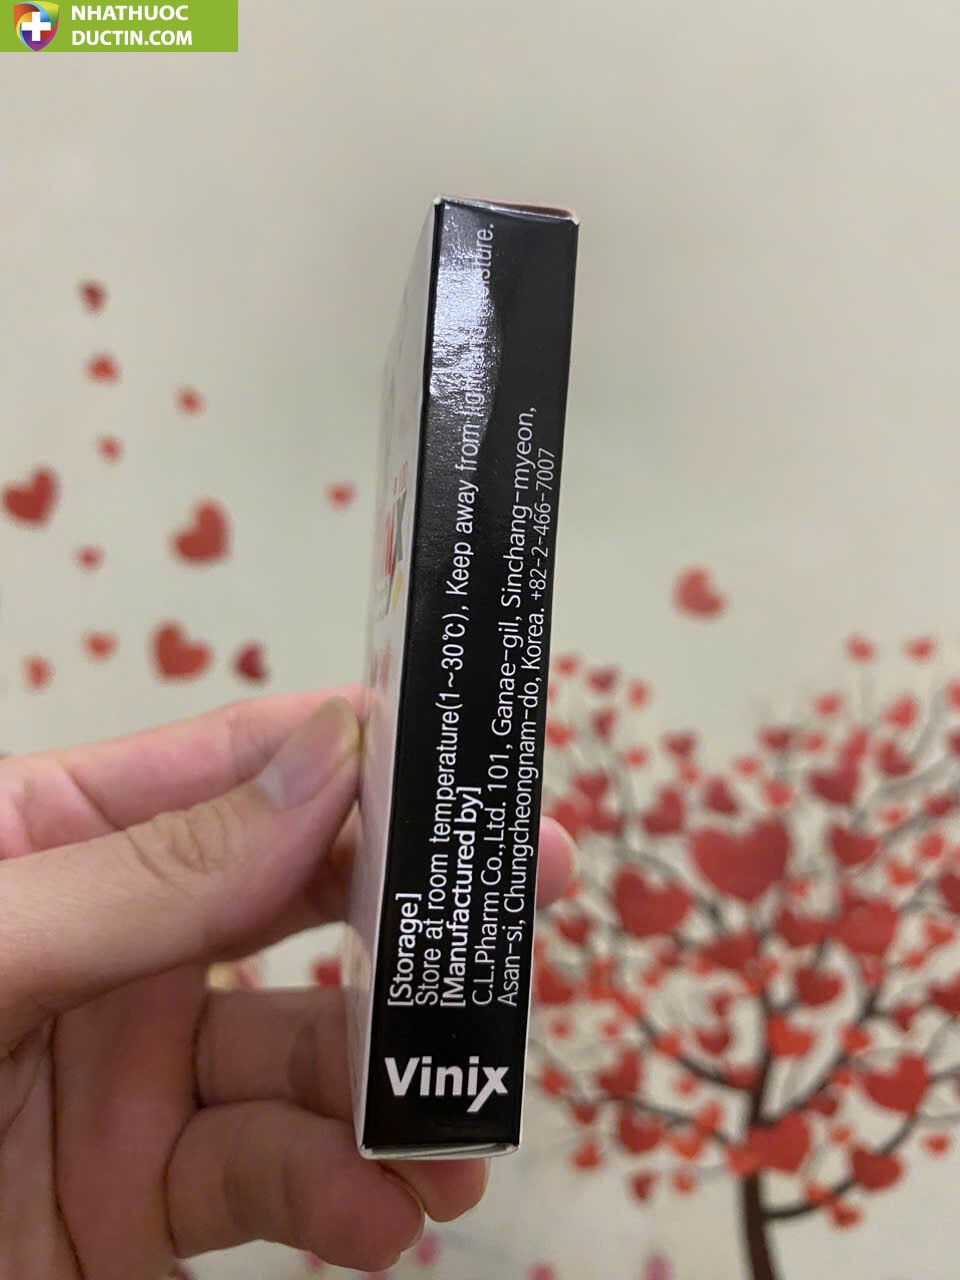 NHATHUOC
DUCTIN.COM
[Storage]
Store at room temperature(1~30℃), Keep away from light and moisture.
[Manufactured by]
C.L.Pharm Co.,Ltd. 101, Ganae-gil, Sinchang-myeon,
Asan-si, Chungcheongnam-do, Korea. +82-2-466-7007
Vinix